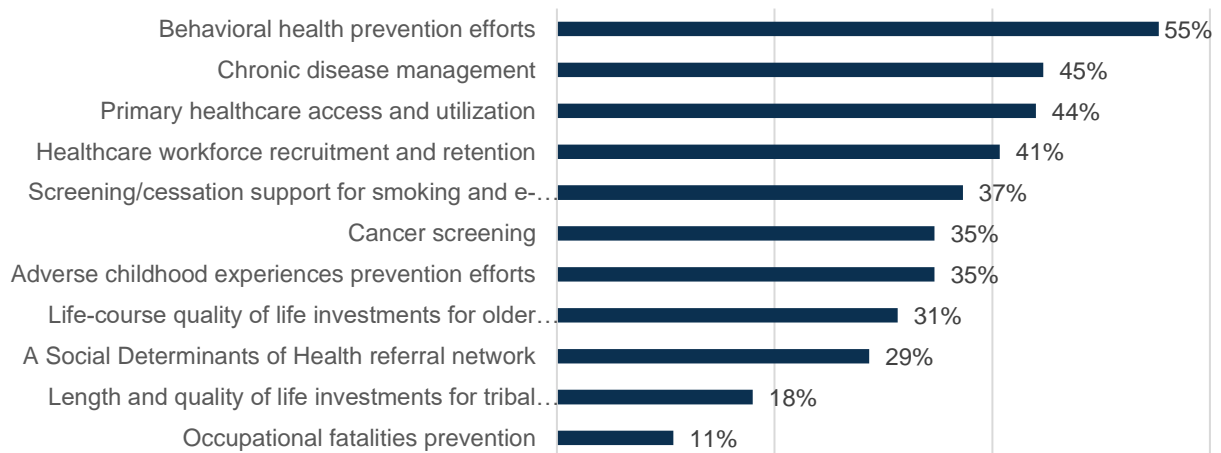 Behavioral health prevention efforts 55%
Chronic disease management 45%
Primary healthcare access and utilization 44%
Healthcare workforce recruitment and retention 41%
Screening/cessation support for smoking and e-… 37%
Cancer screening 35%
Adverse childhood experiences prevention efforts 35%
Life-course quality of life investments for older… 31%
A Social Determinants of Health referral network 29%
Length and quality of life investments for tribal… 18%
Occupational fatalities prevention 11%